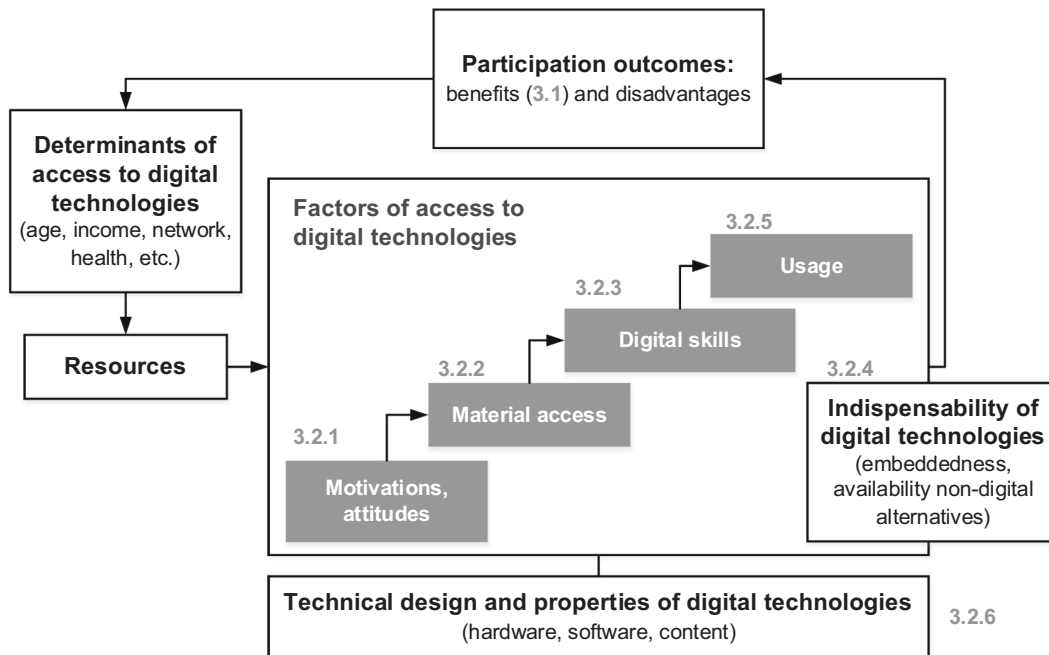 Participation outcomes:
benefits (3.1) and disadvantages
Determinants of
access to digital
technologies
(age, income, network,
health, etc.)
Resources
Factors of access to
digital technologies
3.2.5
Usage
3.2.3
Digital skills
3.2.2
Material access
3.2.1
Motivations,
attitudes
3.2.4
Indispensability of
digital technologies
(embeddedness,
availability non-digital
alternatives)
Technical design and properties of digital technologies
(hardware, software, content)
3.2.6